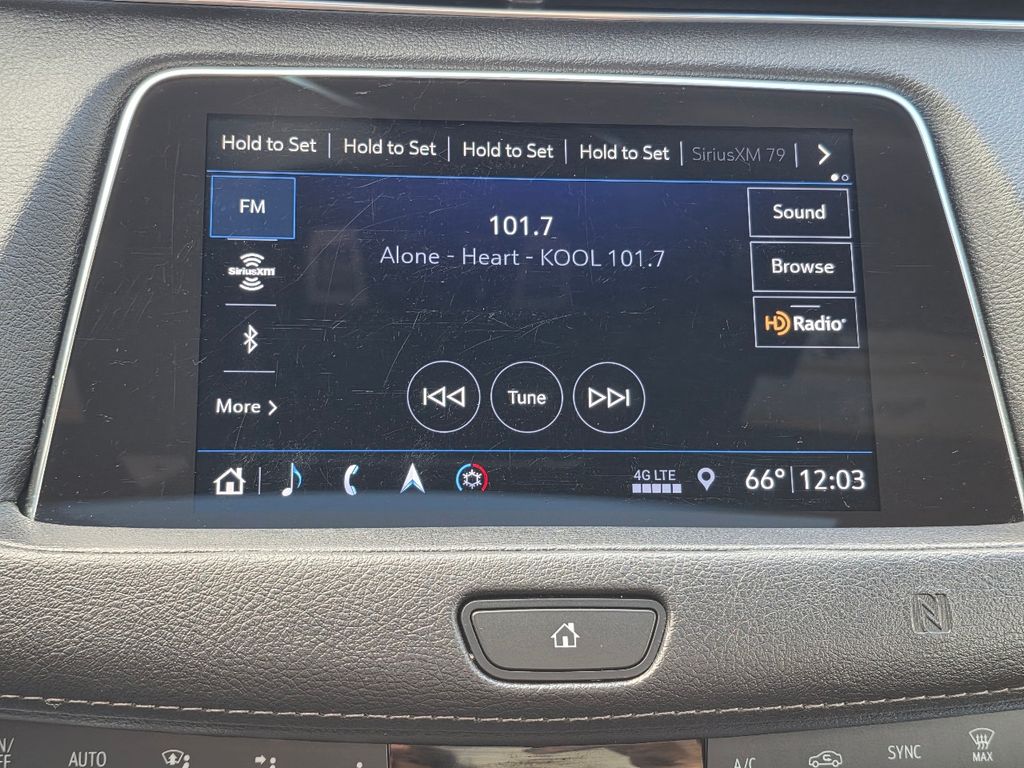 Hold to Set | Hold to Set | Hold to Set | Hold to Set | SiriusXM 79
FM
101.7
Sound
Alone - Heart - KOOL 101.7
SiriusXM
Browse
HD Radio
Tune
More
4G LTE
66° | 12:03
N
AUTO
A/C
SYNC
MAX